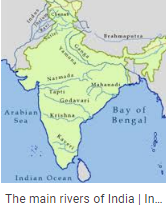 Indus
Chenab
Brahmaputra
Ganga
Yamuna
Narmada
Mahanadi
Tapti
Godavari
Arabian
Sea
Krishna
Bay of
Bengal
Kaveri
Indian Ocean
The main rivers of India | In...